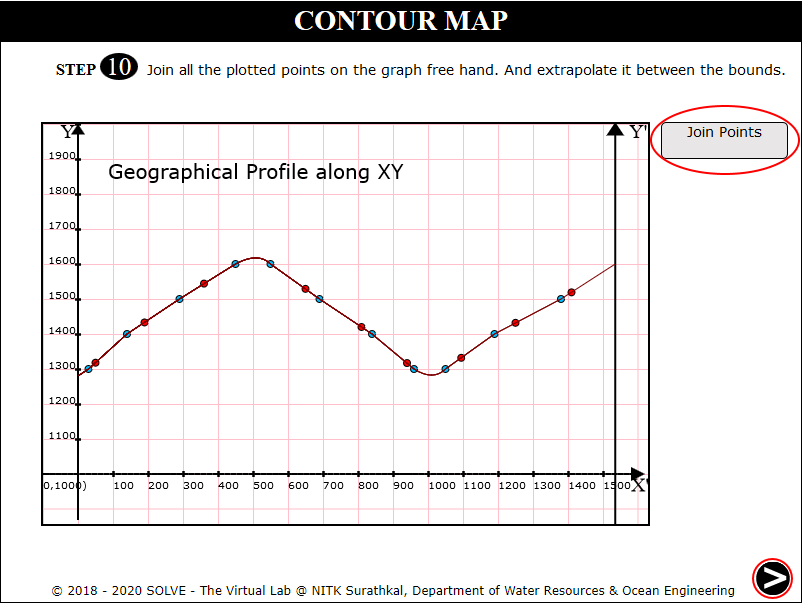 CONTOUR MAP
STEP 10 Join all the plotted points on the graph free hand. And extrapolate it between the bounds.
Y Y'
Join Points
1900
Geographical Profile along XY
1800
1700
1600
1500
1400
1300
1200
1100
0,1000) 100 200 300 400 500 600 700 800 900 1000 1100 1200 1300 1400 1500 X'
© 2018 - 2020 SOLVE - The Virtual Lab @ NITK Surathkal, Department of Water Resources & Ocean Engineering